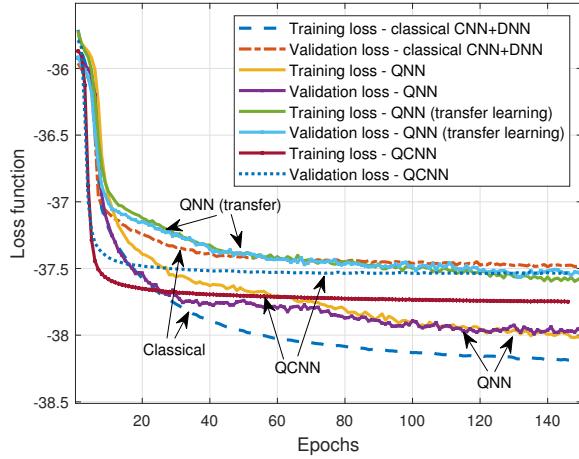 Training loss - classical CNN+DNN
Validation loss - classical CNN+DNN
Training loss - QNN
Validation loss - QNN
Training loss - QNN (transfer learning)
Validation loss - QNN (transfer learning)
Training loss - QCNN
Validation loss - QCNN
-36
-36.5
-37
-37.5
-38
-38.5
Loss function
QNN (transfer)
Classical
QCNN
QNN
20
40
60
80
100
120
140
Epochs